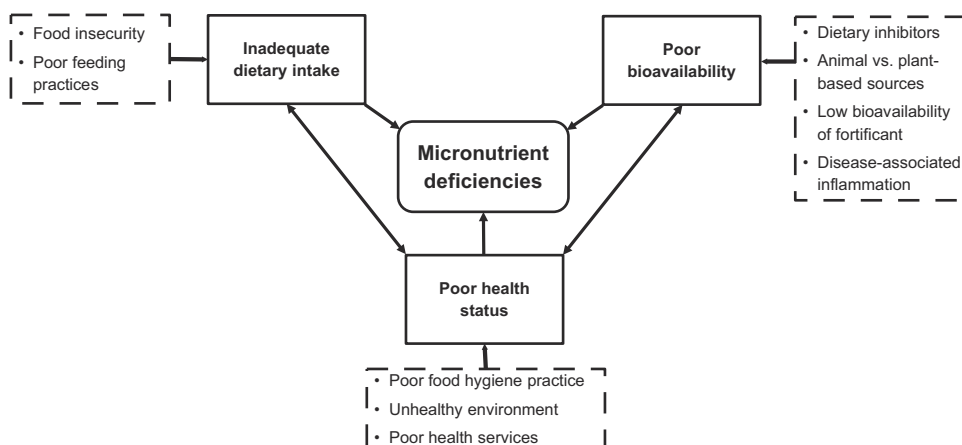 • Food insecurity
• Poor feeding
practices
Inadequate
dietary intake
Poor
bioavailability
• Dietary inhibitors
• Animal vs. plant-
based sources
• Low bioavailability
of fortificant
• Disease-associated
inflammation
Micronutrient
deficiencies
Poor health
status
• Poor food hygiene practice
• Unhealthy environment
• Poor health services